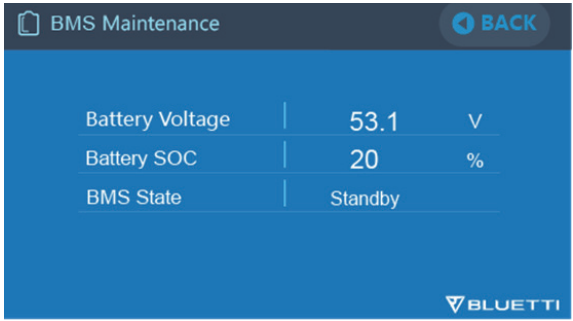 BMS Maintenance
BACK
Battery Voltage 53.1 V
Battery SOC 20 %
BMS State Standby
BLUETTI